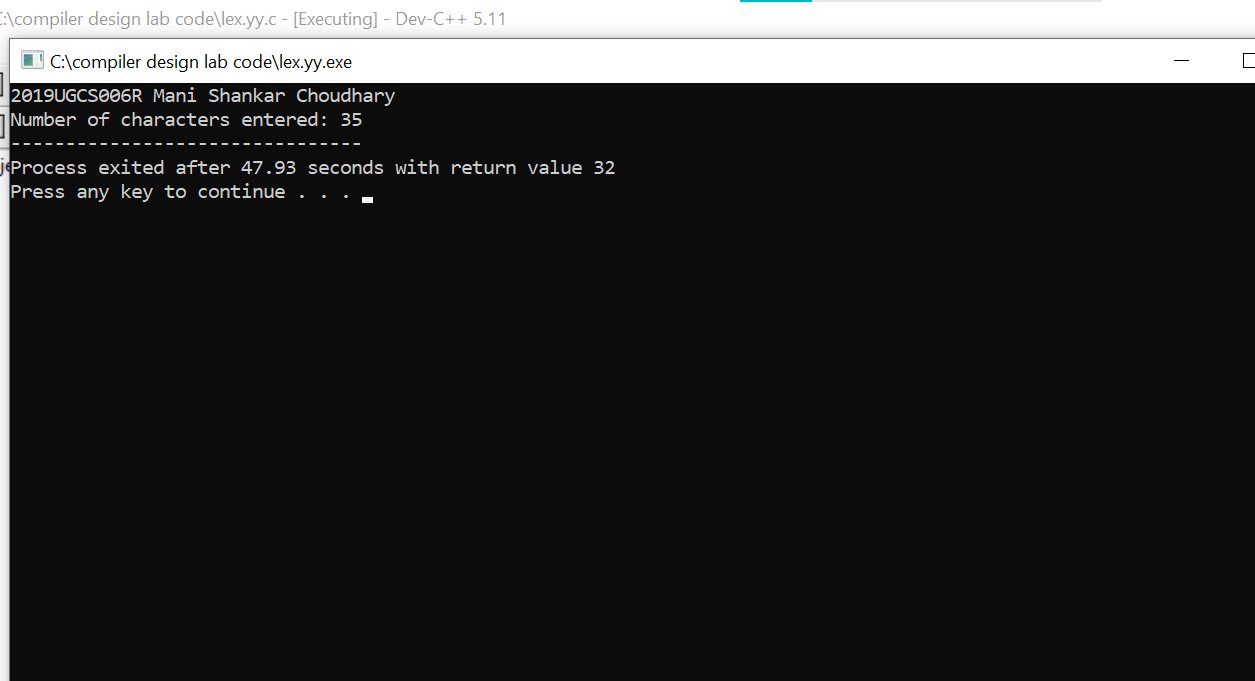 C:\compiler design lab code\lex.yy.c - [Executing] - Dev-C++ 5.11
C:\compiler design lab code\lex.yy.exe
2019UGCS006R Mani Shankar Choudhary
Number of characters entered: 35
--------------------------------
Process exited after 47.93 seconds with return value 32
Press any key to continue . . .